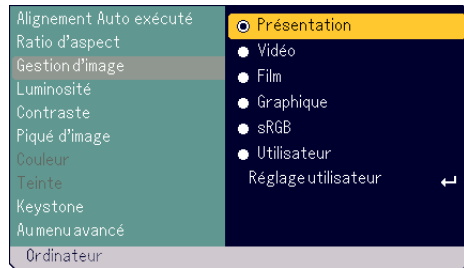 Alignement Auto exécuté
Ratio d'aspect
Gestion d'image
Luminosité
Contraste
Piqué d'image
Couleur
Teinte
Keystone
Au menu avancé
Présentation
Vidéo
Film
Graphique
sRGB
Utilisateur
Réglage utilisateur
Ordinateur